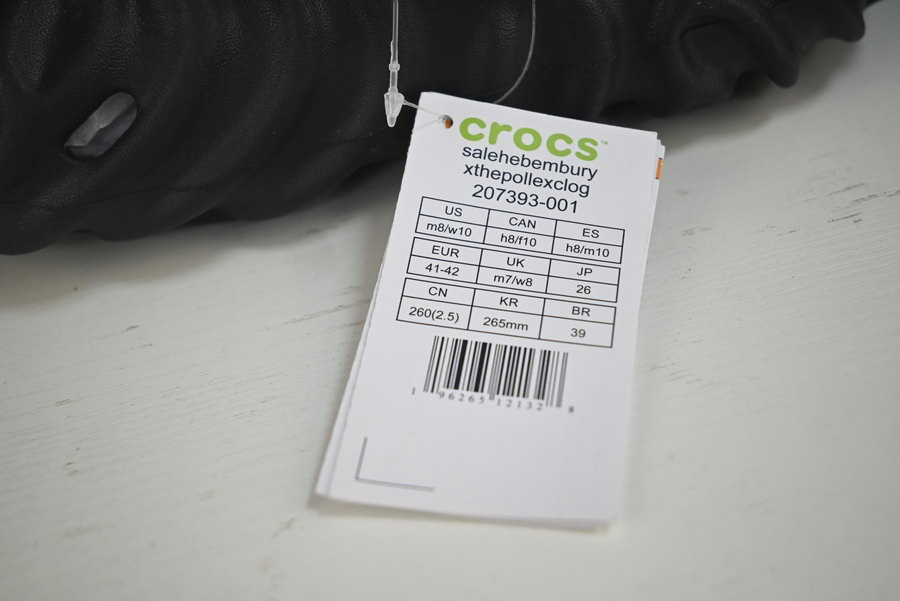 crocs™
salehebembury
xthepollexclog
207393-001
US CAN ES
m8/w10 h8/f10 h8/m10
EUR UK JP
41-42 m7/w8 26
CN KR BR
260(2.5) 265mm 39
1 96265 12132 8